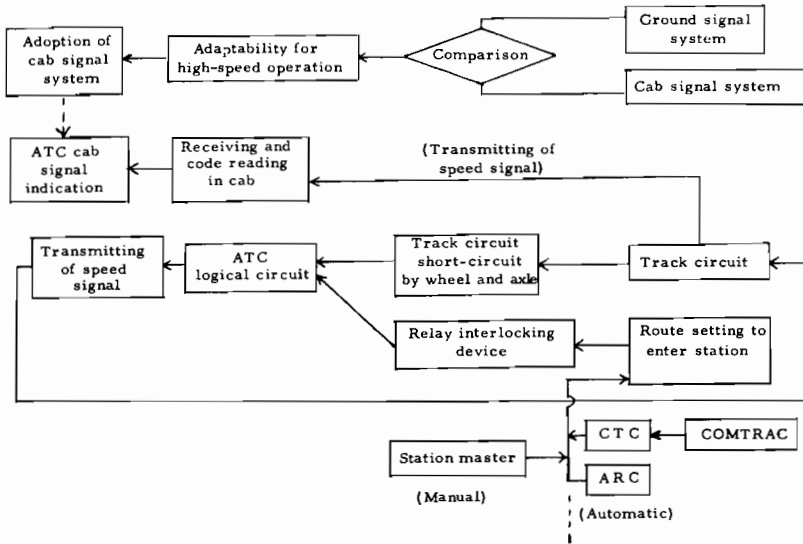 Ground signal
system
Adoption of
cab signal
system
Adaptability for
high-speed operation
Comparison
Cab signal system
ATC cab
signal
indication
Receiving and
code reading
in cab
(Transmitting of
speed signal)
Transmitting
of speed
signal
ATC
logical circuit
Track circuit
short-circuit
by wheel and axle
Track circuit
Relay interlocking
device
Route setting to
enter station
CTC
COMTRAC
Station master
ARC
(Manual)
(Automatic)